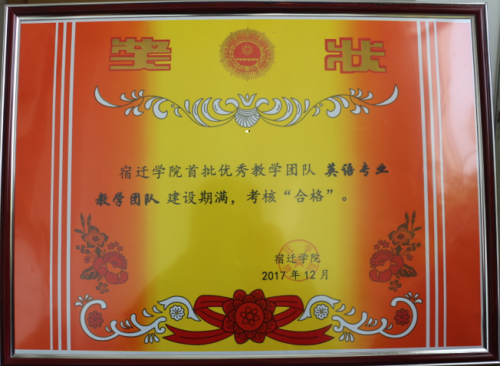 奖 状
宿迁学院首批优秀教学团队 英语专业
教学团队 建设期满，考核“合格”。
宿迁学院
2017 年 12 月